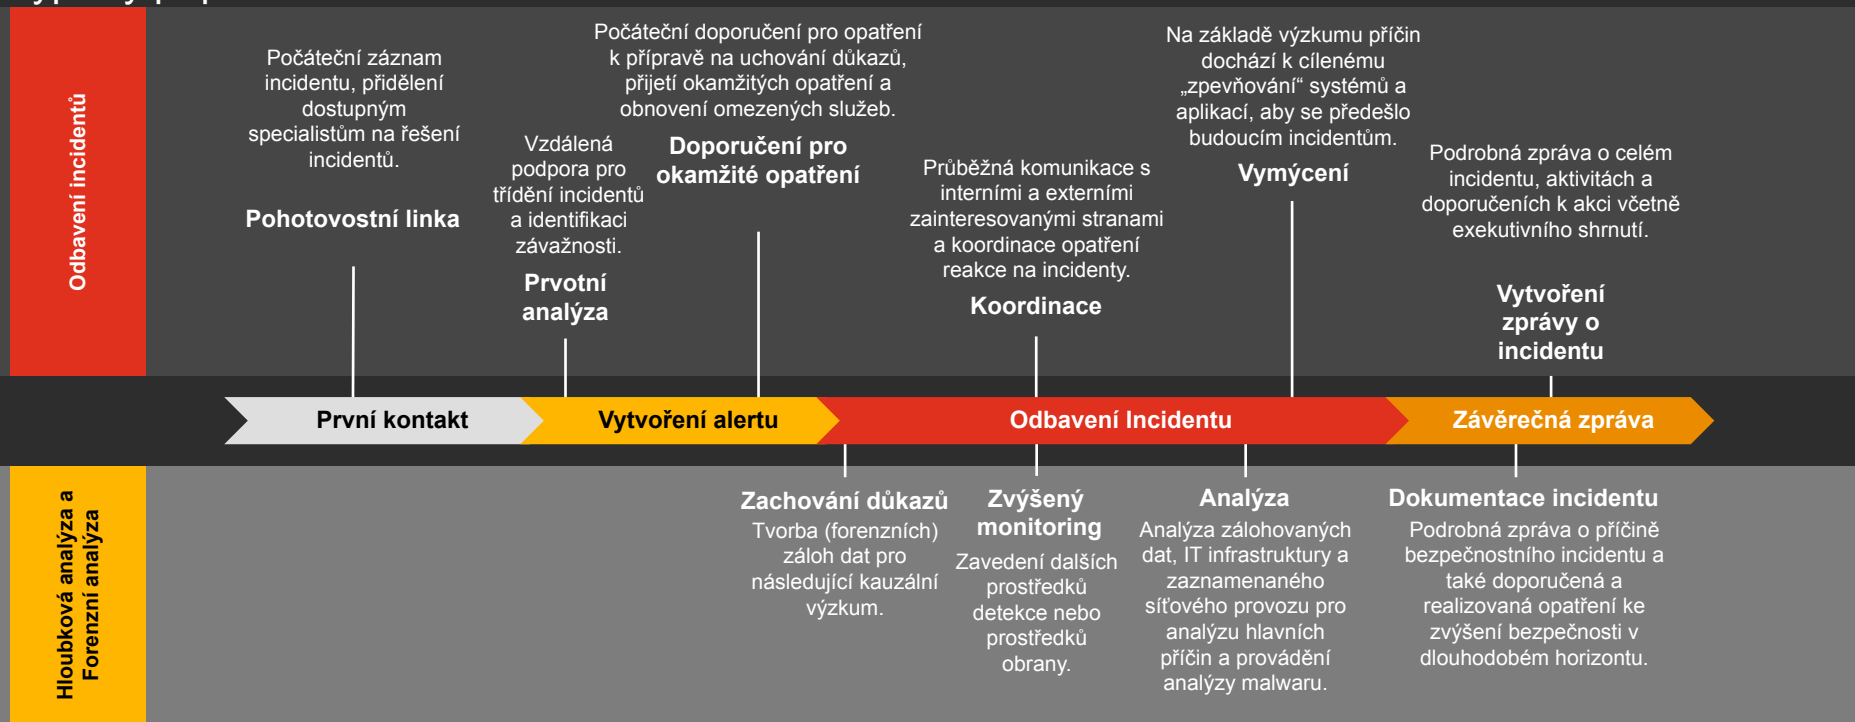 Odbavení incidentů
Počáteční záznam
incidentu, přidělení
dostupným
specialistům na řešení
incidentů.
Pohotovostní linka
Vzdálená
podpora pro
třídění incidentů
a identifikaci
závažnosti.
Prvotní
analýza
Počáteční doporučení pro opatření
k přípravě na uchování důkazů,
přijetí okamžitých opatření a
obnovení omezených služeb.
Doporučení pro
okamžité opatření
Průběžná komunikace s
interními a externími
zainteresovanými stranami
a koordinace opatření
reakce na incidenty.
Koordinace
Na základě výzkumu příčin
dochází k cílenému
„zpevňování“ systémů a
aplikací, aby se předešlo
budoucím incidentům.
Vymýcení
Podrobná zpráva o celém
incidentu, aktivitách a
doporučeních k akci včetně
exekutivního shrnutí.
Vytvoření
zprávy o
incidentu
První kontakt
Vytvoření alertu
Odbavení Incidentu
Závěrečná zpráva
Hloubková analýza a
Forenzní analýza
Zachování důkazů
Tvorba (forenzních)
záloh dat pro
následující kauzální
výzkum.
Zvýšený
monitoring
Zavedení dalších
prostředků
detekce nebo
prostředků
obrany.
Analýza
Analýza zálohovaných
dat, IT infrastruktury a
zaznamenaného
síťového provozu pro
analýzu hlavních
příčin a provádění
analýzy malwaru.
Dokumentace incidentu
Podrobná zpráva o příčině
bezpečnostního incidentu a
také doporučená a
realizovaná opatření ke
zvýšení bezpečnosti v
dlouhodobém horizontu.